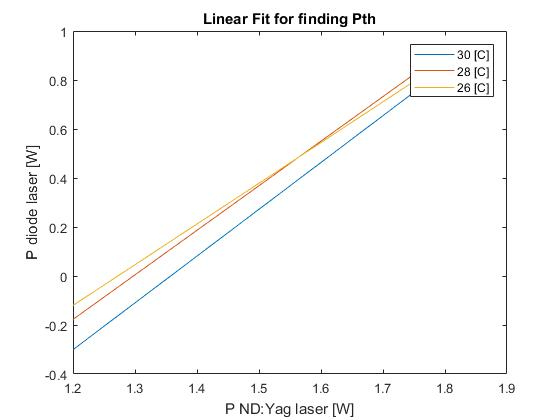 Linear Fit for finding Pth
1
0.8
0.6
0.4
0.2
0
-0.2
-0.4
P diode laser [W]
30 [C]
28 [C]
26 [C]
1.2 1.3 1.4 1.5 1.6 1.7 1.8 1.9
P ND:Yag laser [W]